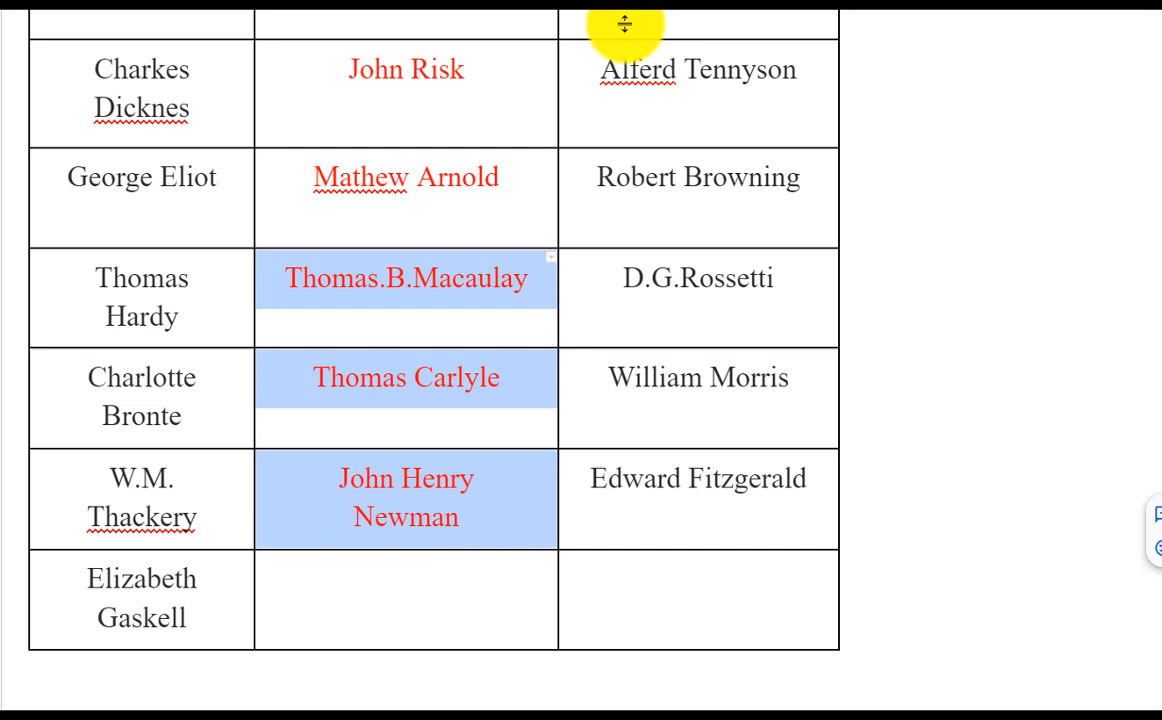 Charkes
Dicknes
John Risk
Alferd Tennyson
George Eliot
Mathew Arnold
Robert Browning
Thomas
Hardy
Thomas.B.Macaulay
D.G.Rossetti
Charlotte
Bronte
Thomas Carlyle
William Morris
W.M.
Thackery
John Henry
Newman
Edward Fitzgerald
Elizabeth
Gaskell